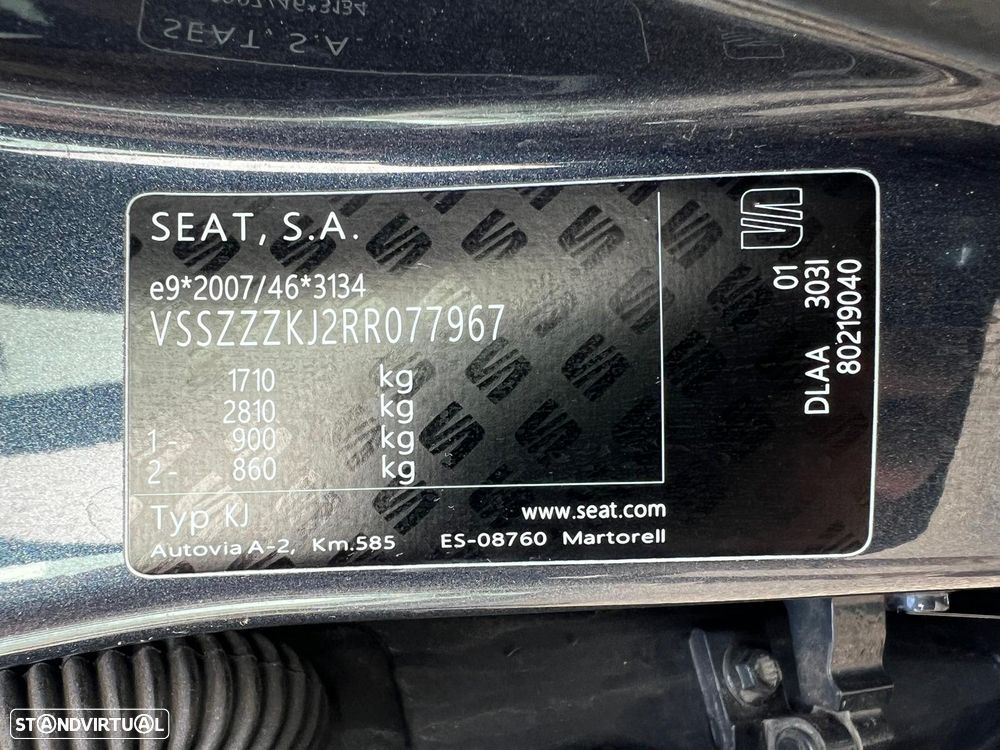 SEAT, S.A.
e9*2007/46*3134
VSSZZZKJ2RR077967
1710 kg
2810 kg
1- 900 kg
2- 860 kg
Typ KJ
www.seat.com
Autovia A-2, Km.585 ES-08760 Martorell
01
DLAA 303I
80219040
STANDVIRTUAL